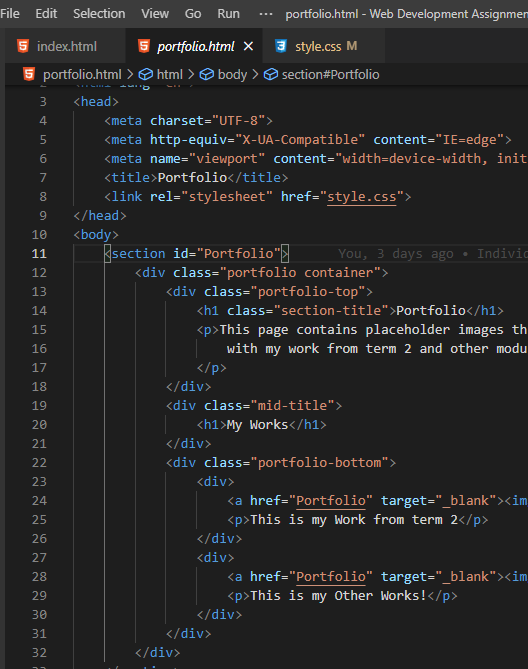 File Edit Selection View Go Run ··· portfolio.html - Web Development Assignmen
index.html portfolio.html × style.css M
portfolio.html > html > body > section#Portfolio
3 <head>
4 <meta charset="UTF-8">
5 <meta http-equiv="X-UA-Compatible" content="IE=edge">
6 <meta name="viewport" content="width=device-width, init
7 <title>Portfolio</title>
8 <link rel="stylesheet" href="style.css">
9 </head>
10 <body>
11 <section id="Portfolio"> You, 3 days ago • Individ
12 <div class="portfolio container">
13 <div class="portfolio-top">
14 <h1 class="section-title">Portfolio</h1>
15 <p>This page contains placeholder images th
16 with my work from term 2 and other modu
17 </p>
18 </div>
19 <div class="mid-title">
20 <h1>My Works</h1>
21 </div>
22 <div class="portfolio-bottom">
23 <div>
24 <a href="Portfolio" target="_blank"><im
25 <p>This is my Work from term 2</p>
26 </div>
27 <div>
28 <a href="Portfolio" target="_blank"><im
29 <p>This is my Other Works!</p>
30 </div>
31 </div>
32 </div>